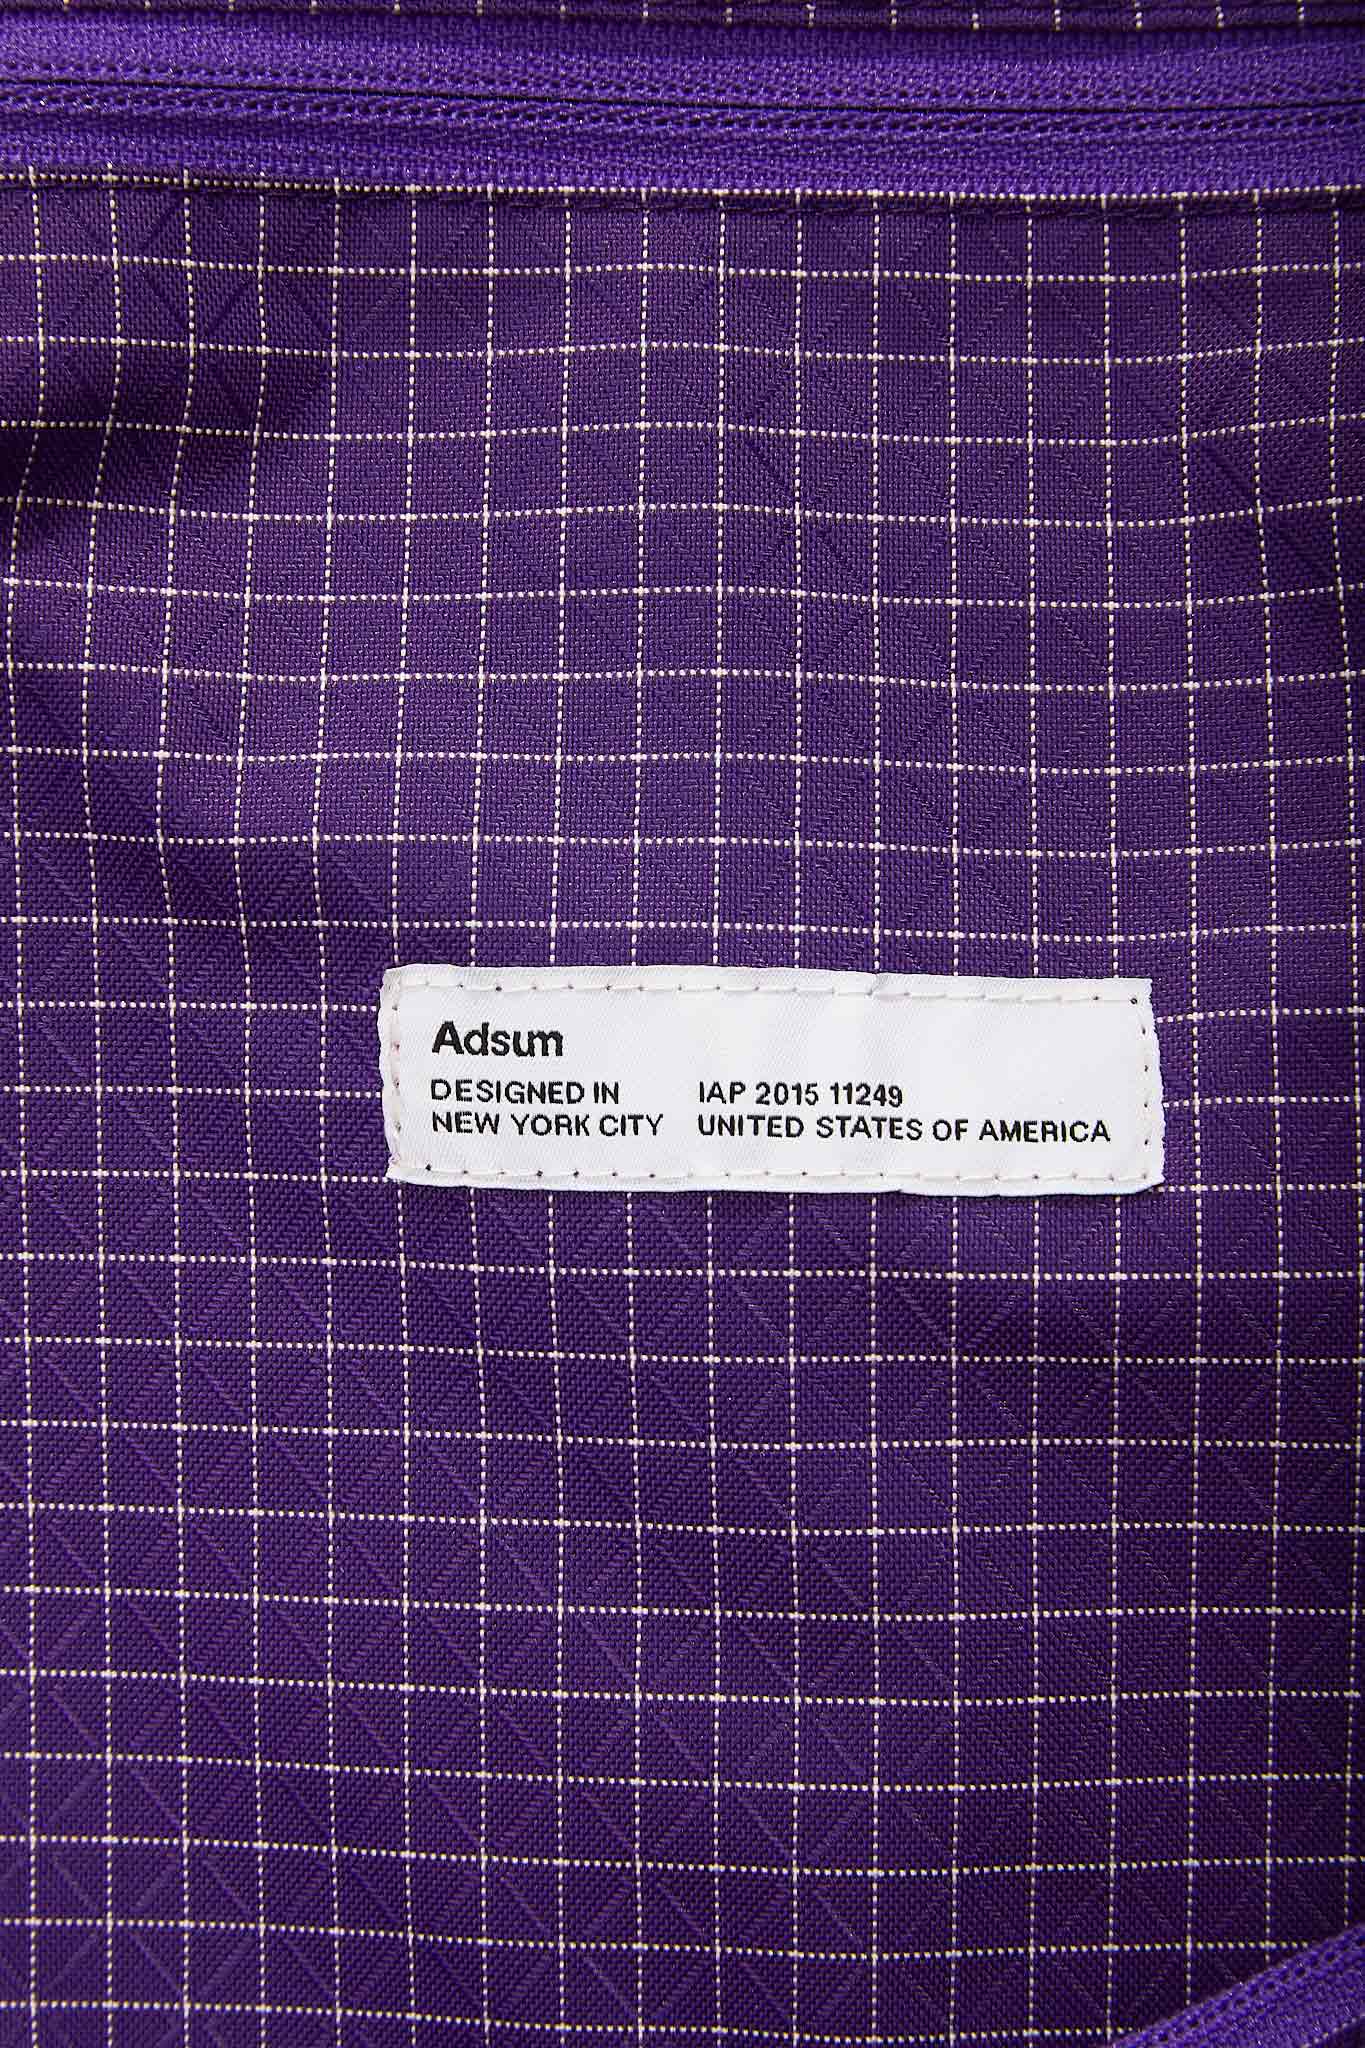 Adsum
DESIGNED IN
NEW YORK CITY
IAP 2015 11249
UNITED STATES OF AMERICA